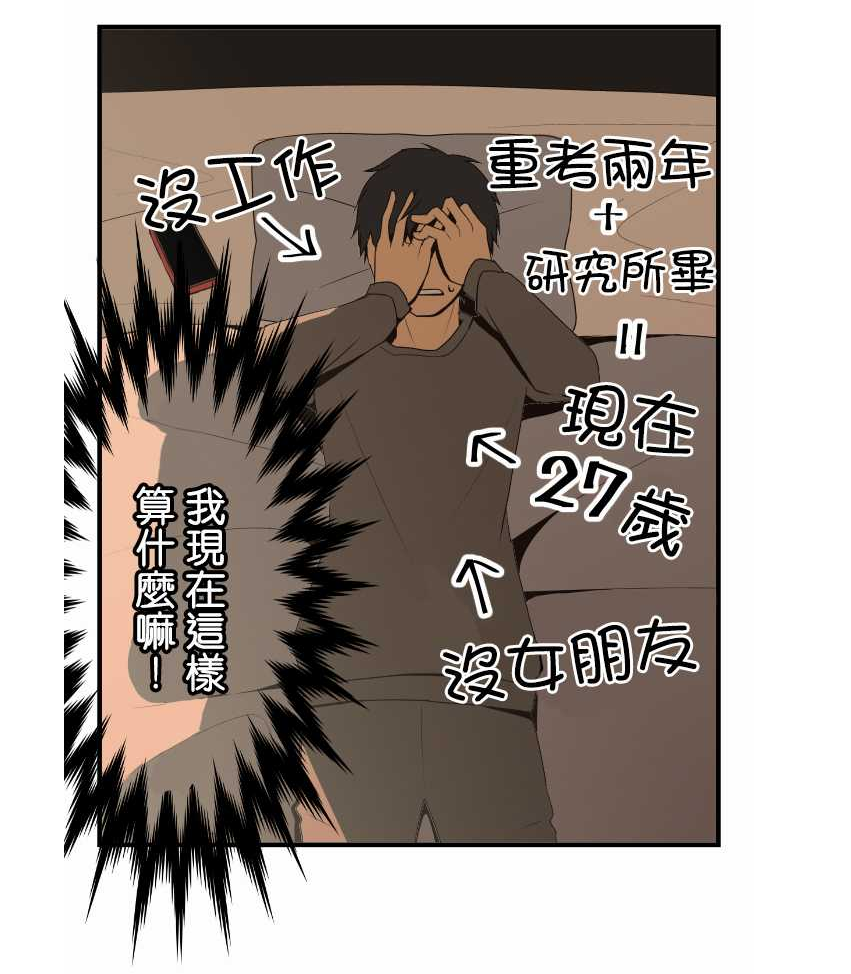 沒工作
重考兩年
+
研究所畢
=
現在
27歲
沒女朋友
我現在這樣
算什麼嘛！